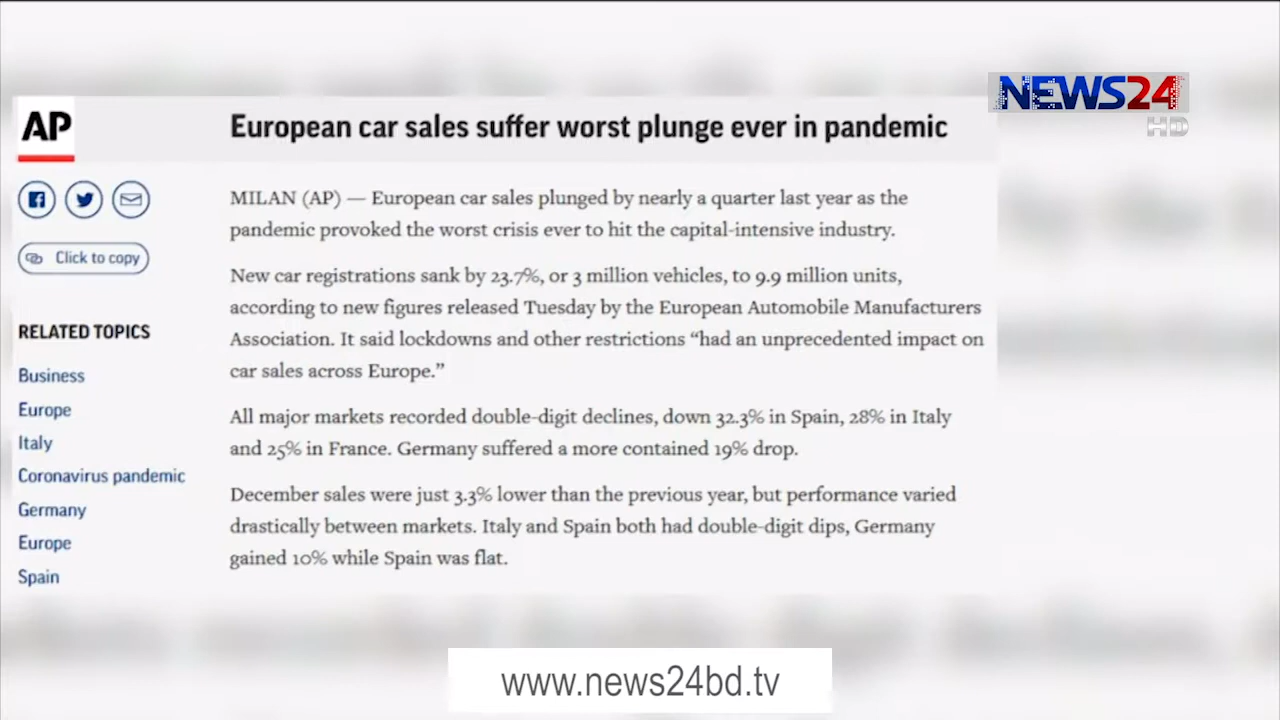 NEWS24
HD
AP
European car sales suffer worst plunge ever in pandemic
MILAN (AP) — European car sales plunged by nearly a quarter last year as the
pandemic provoked the worst crisis ever to hit the capital-intensive industry.
Click to copy
New car registrations sank by 23.7%, or 3 million vehicles, to 9.9 million units,
according to new figures released Tuesday by the European Automobile Manufacturers
Association. It said lockdowns and other restrictions “had an unprecedented impact on
car sales across Europe.”
RELATED TOPICS
Business
Europe
Italy
Coronavirus pandemic
Germany
Europe
Spain
All major markets recorded double-digit declines, down 32.3% in Spain, 28% in Italy
and 25% in France. Germany suffered a more contained 19% drop.
December sales were just 3.3% lower than the previous year, but performance varied
drastically between markets. Italy and Spain both had double-digit dips, Germany
gained 10% while Spain was flat.
www.news24bd.tv